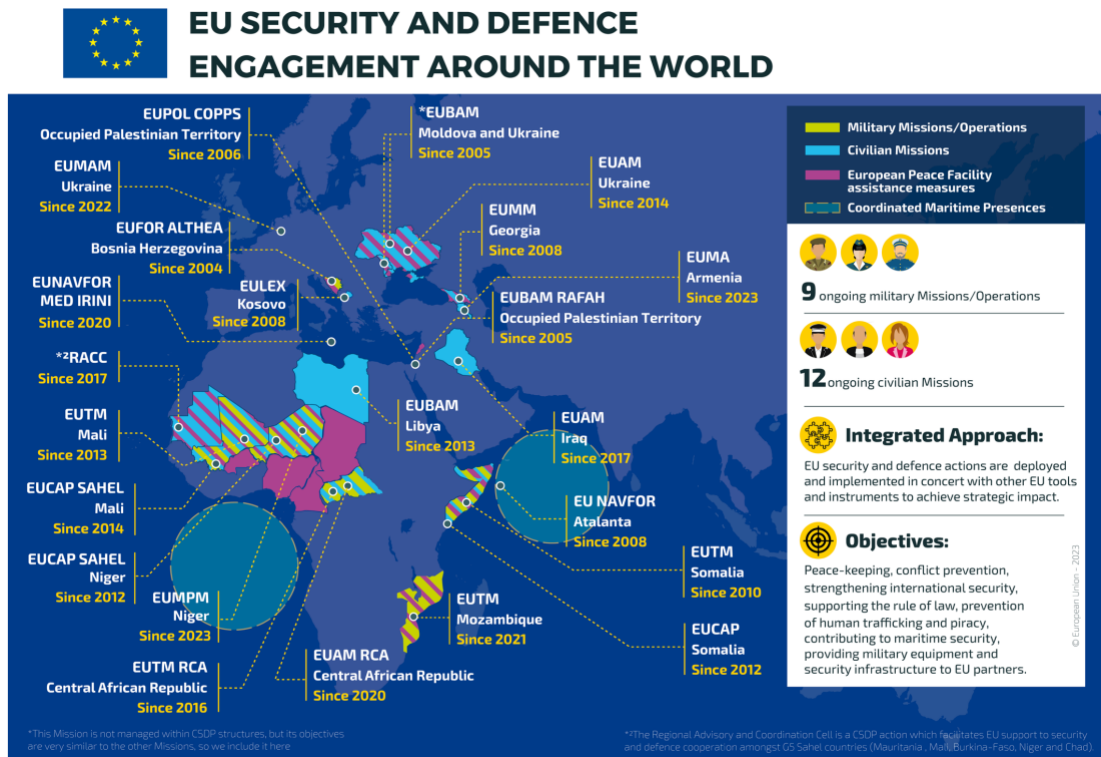 EU SECURITY AND DEFENCE
ENGAGEMENT AROUND THE WORLD
EUPOL COPPS
Occupied Palestinian Territory
Since 2006
EUMAM
Ukraine
Since 2022
EUFOR ALTHEA
Bosnia Herzegovina
Since 2004
EUNAVFOR
MED IRINI
Since 2020
EULEX
Kosovo
Since 2008
*²RACC
Since 2017
EUTM
Mali
Since 2013
EUCAP SAHEL
Mali
Since 2014
EUCAP SAHEL
Niger
Since 2012
EUMPM
Niger
Since 2023
EUTM RCA
Central African Republic
Since 2016
*EUBAM
Moldova and Ukraine
Since 2005
EUAM
Ukraine
Since 2014
EUMM
Georgia
Since 2008
EUMA
Armenia
Since 2023
EUBAM RAFAH
Occupied Palestinian Territory
Since 2005
EUBAM
Libya
Since 2013
EUAM
Iraq
Since 2017
EU NAVFOR
Atalanta
Since 2008
EUTM
Somalia
Since 2010
EUTM
Mozambique
Since 2021
EUCAP
Somalia
Since 2012
EUAM RCA
Central African Republic
Since 2020
Military Missions/Operations
Civilian Missions
European Peace Facility
assistance measures
Coordinated Maritime Presences
9 ongoing military Missions/Operations
12 ongoing civilian Missions
Integrated Approach:
EU security and defence actions are deployed
and implemented in concert with other EU tools
and instruments to achieve strategic impact.
Objectives:
Peace-keeping, conflict prevention,
strengthening international security,
supporting the rule of law, prevention
of human trafficking and piracy,
contributing to maritime security,
providing military equipment and
security infrastructure to EU partners.
© European Union - 2023
*This Mission is not managed within CSDP structures, but its objectives
are very similar to the other Missions, so we include it here
*²The Regional Advisory and Coordination Cell is a CSDP action which facilitates EU support to security
and defence cooperation amongst G5 Sahel countries (Mauritania , Mali, Burkina-Faso, Niger and Chad).